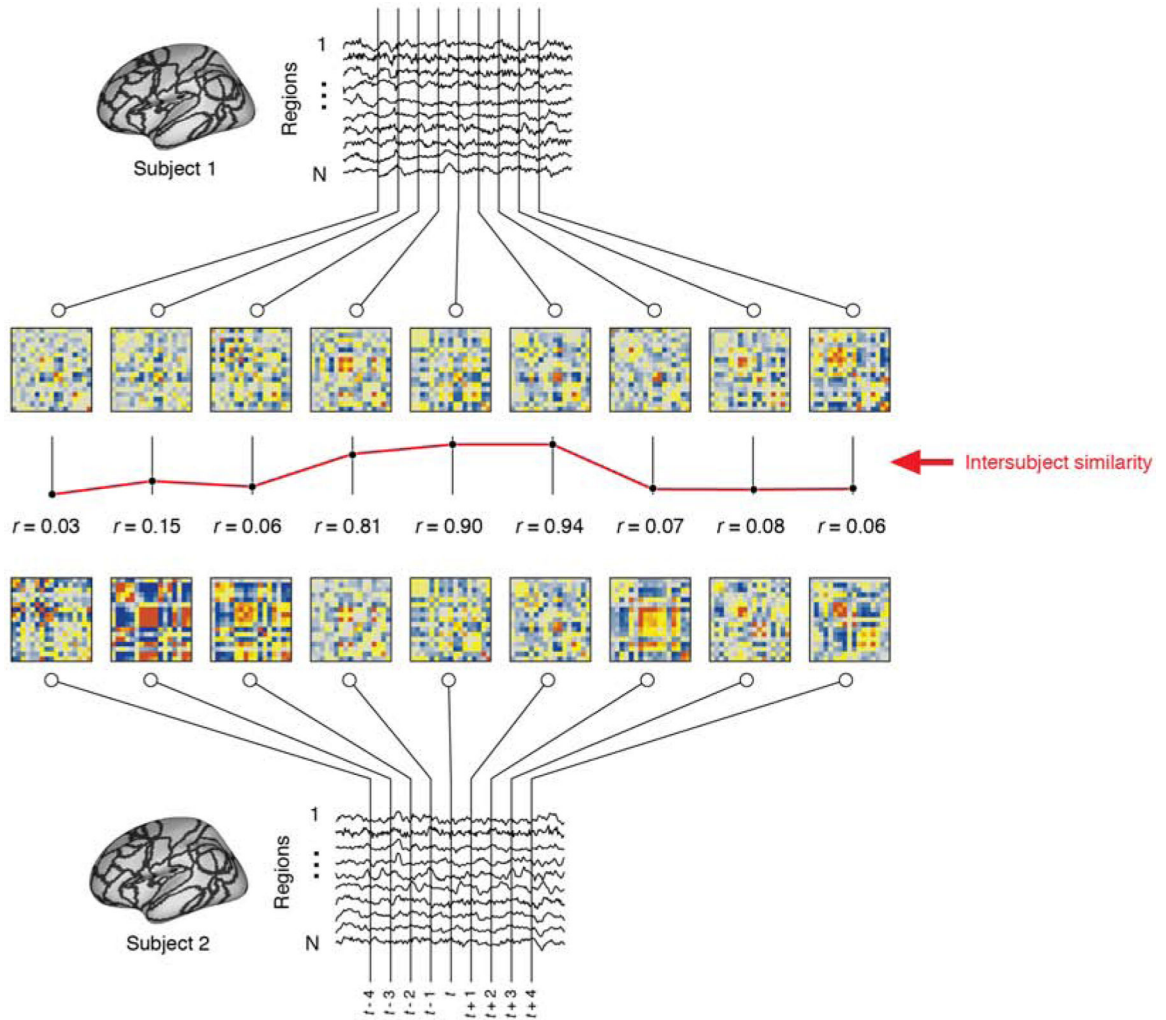 1
Regions
...
N
Subject 1
Intersubject similarity
r = 0.03 r = 0.15 r = 0.06 r = 0.81 r = 0.90 r = 0.94 r = 0.07 r = 0.08 r = 0.06
1
Regions
...
N
Subject 2
t - 4 t - 3 t - 2 t - 1 t t + 1 t + 2 t + 3 t + 4